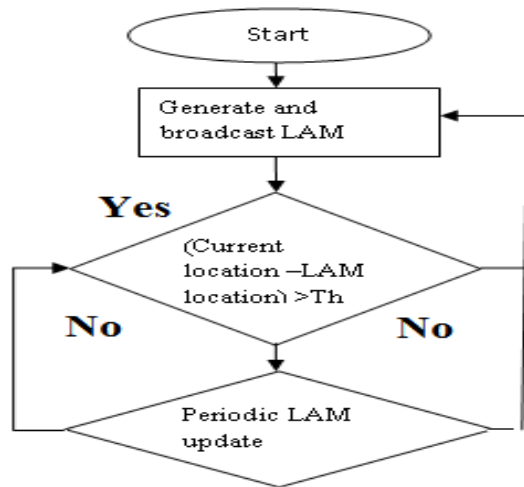 Start
Generate and
broadcast LAM
Yes
(Current
location –LAM
location) >Th
No
No
Periodic LAM
update